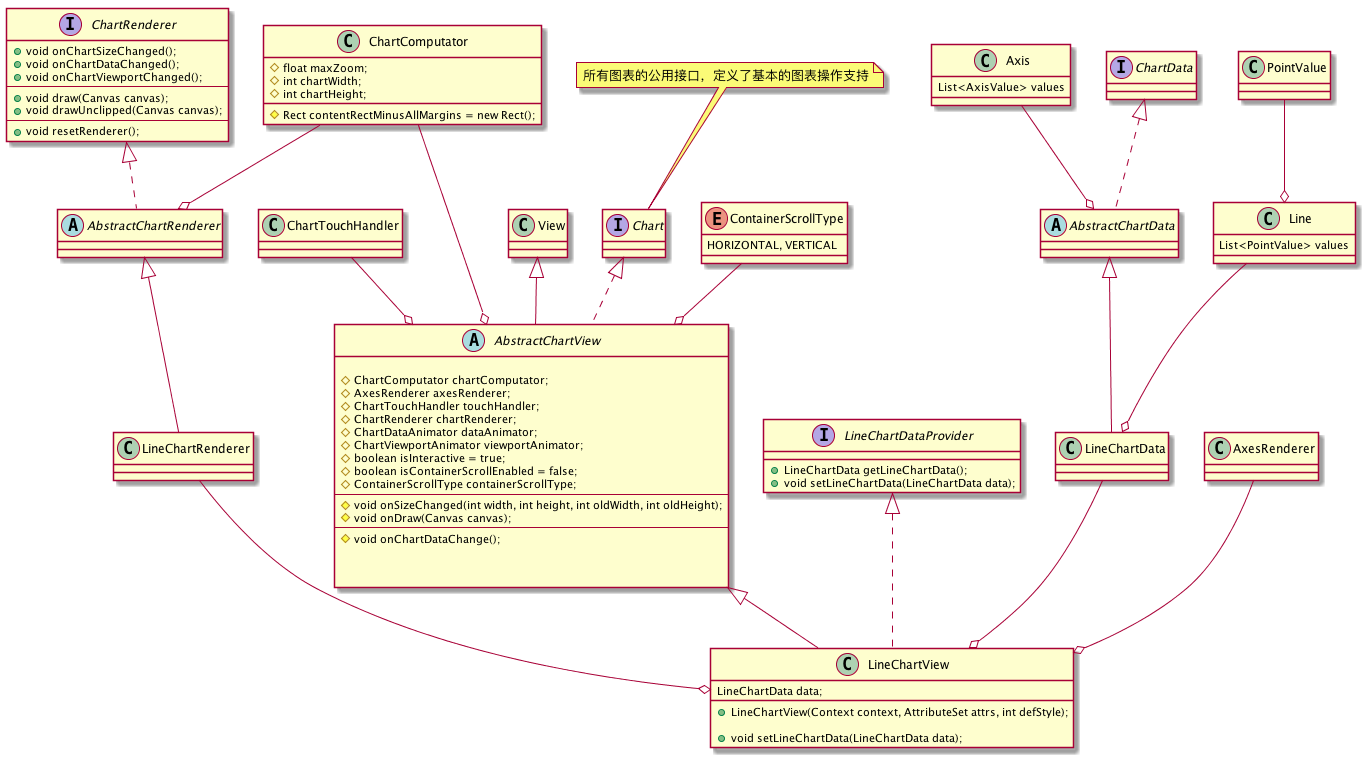 I ChartRenderer
void onChartSizeChanged();
void onChartDataChanged();
void onChartViewportChanged();
void draw(Canvas canvas);
void drawUnclipped(Canvas canvas);
void resetRenderer();
C ChartComputator
float maxZoom;
int chartWidth;
int chartHeight;
Rect contentRectMinusAllMargins = new Rect();
所有图表的公用接口，定义了基本的图表操作支持
C Axis
List<AxisValue> values
I ChartData
C PointValue
A AbstractChartRenderer
C ChartTouchHandler
C View
I Chart
E ContainerScrollType
HORIZONTAL, VERTICAL
A AbstractChartData
C Line
List<PointValue> values
A AbstractChartView
ChartComputator chartComputator;
AxesRenderer axesRenderer;
ChartTouchHandler touchHandler;
ChartRenderer chartRenderer;
ChartDataAnimator dataAnimator;
ChartViewportAnimator viewportAnimator;
boolean isInteractive = true;
boolean isContainerScrollEnabled = false;
ContainerScrollType containerScrollType;
void onSizeChanged(int width, int height, int oldWidth, int oldHeight);
void onDraw(Canvas canvas);
void onChartDataChange();
C LineChartRenderer
I LineChartDataProvider
LineChartData getLineChartData();
void setLineChartData(LineChartData data);
C LineChartData
C AxesRenderer
C LineChartView
LineChartData data;
LineChartView(Context context, AttributeSet attrs, int defStyle);
void setLineChartData(LineChartData data);